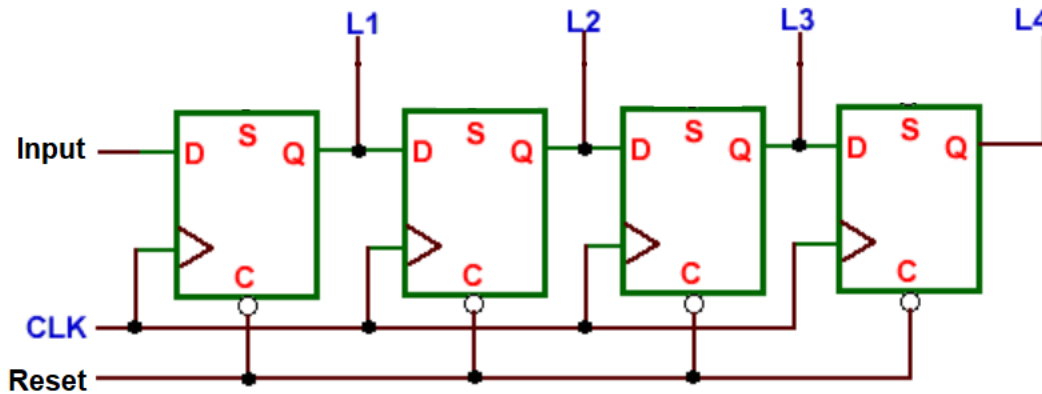 L1 L2 L3 L4
S S S S
Input D Q D Q D Q D Q
C C C C
CLK
Reset